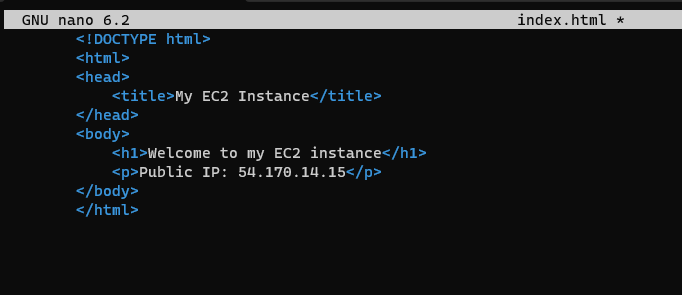 GNU nano 6.2 index.html *
<!DOCTYPE html>
<html>
<head>
<title>My EC2 Instance</title>
</head>
<body>
<h1>Welcome to my EC2 instance</h1>
<p>Public IP: 54.170.14.15</p>
</body>
</html>